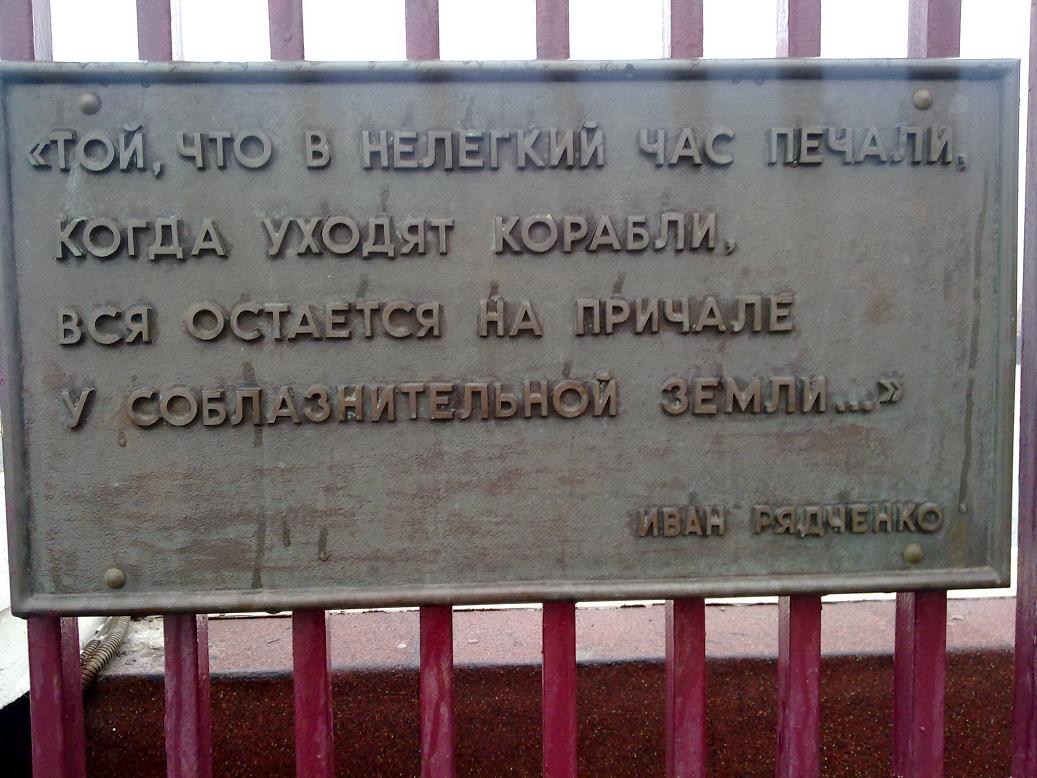 «ТОЙ, ЧТО В НЕЛЕГКИЙ ЧАС ПЕЧАЛИ,
КОГДА УХОДЯТ КОРАБЛИ,
ВСЯ ОСТАЕТСЯ НА ПРИЧАЛЕ
У СОБЛАЗНИТЕЛЬНОЙ ЗЕМЛИ...»
ИВАН РЯДЧЕНКО